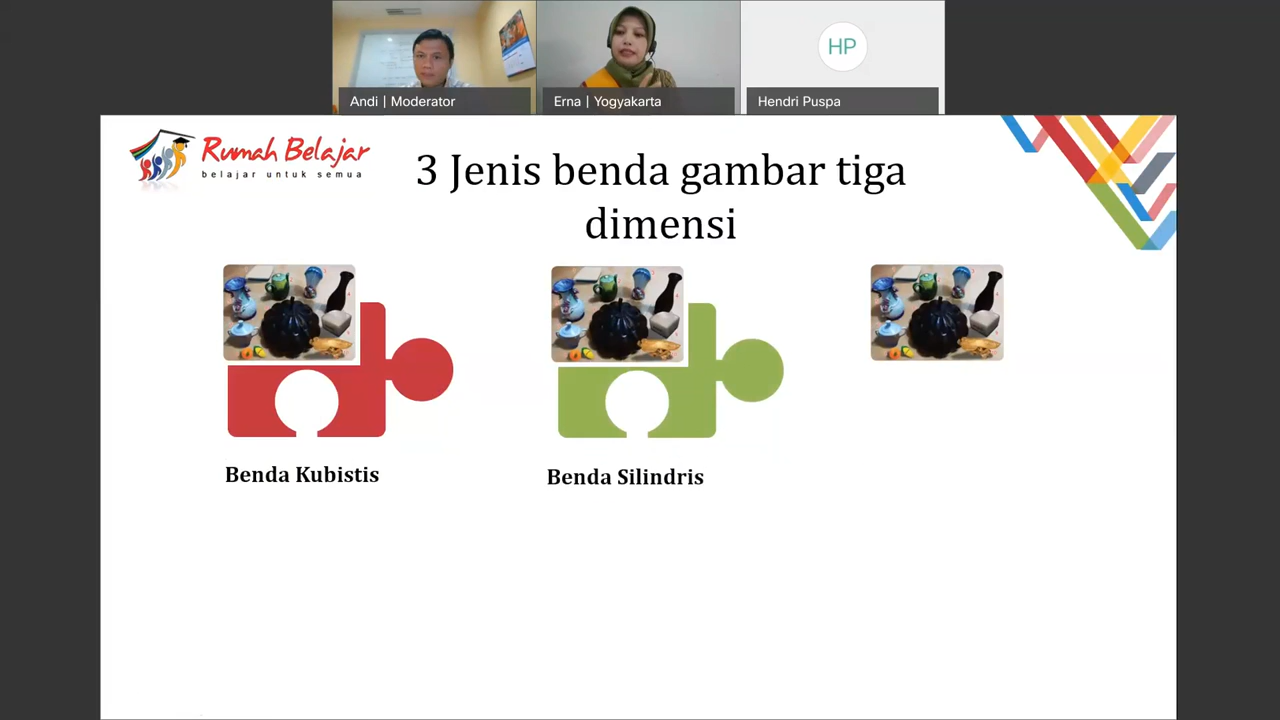 Andi | Moderator
Erna | Yogyakarta
HP
Hendri Puspa
Rumah Belajar
belajar untuk semua
3 Jenis benda gambar tiga
dimensi
Benda Kubistis
Benda Silindris